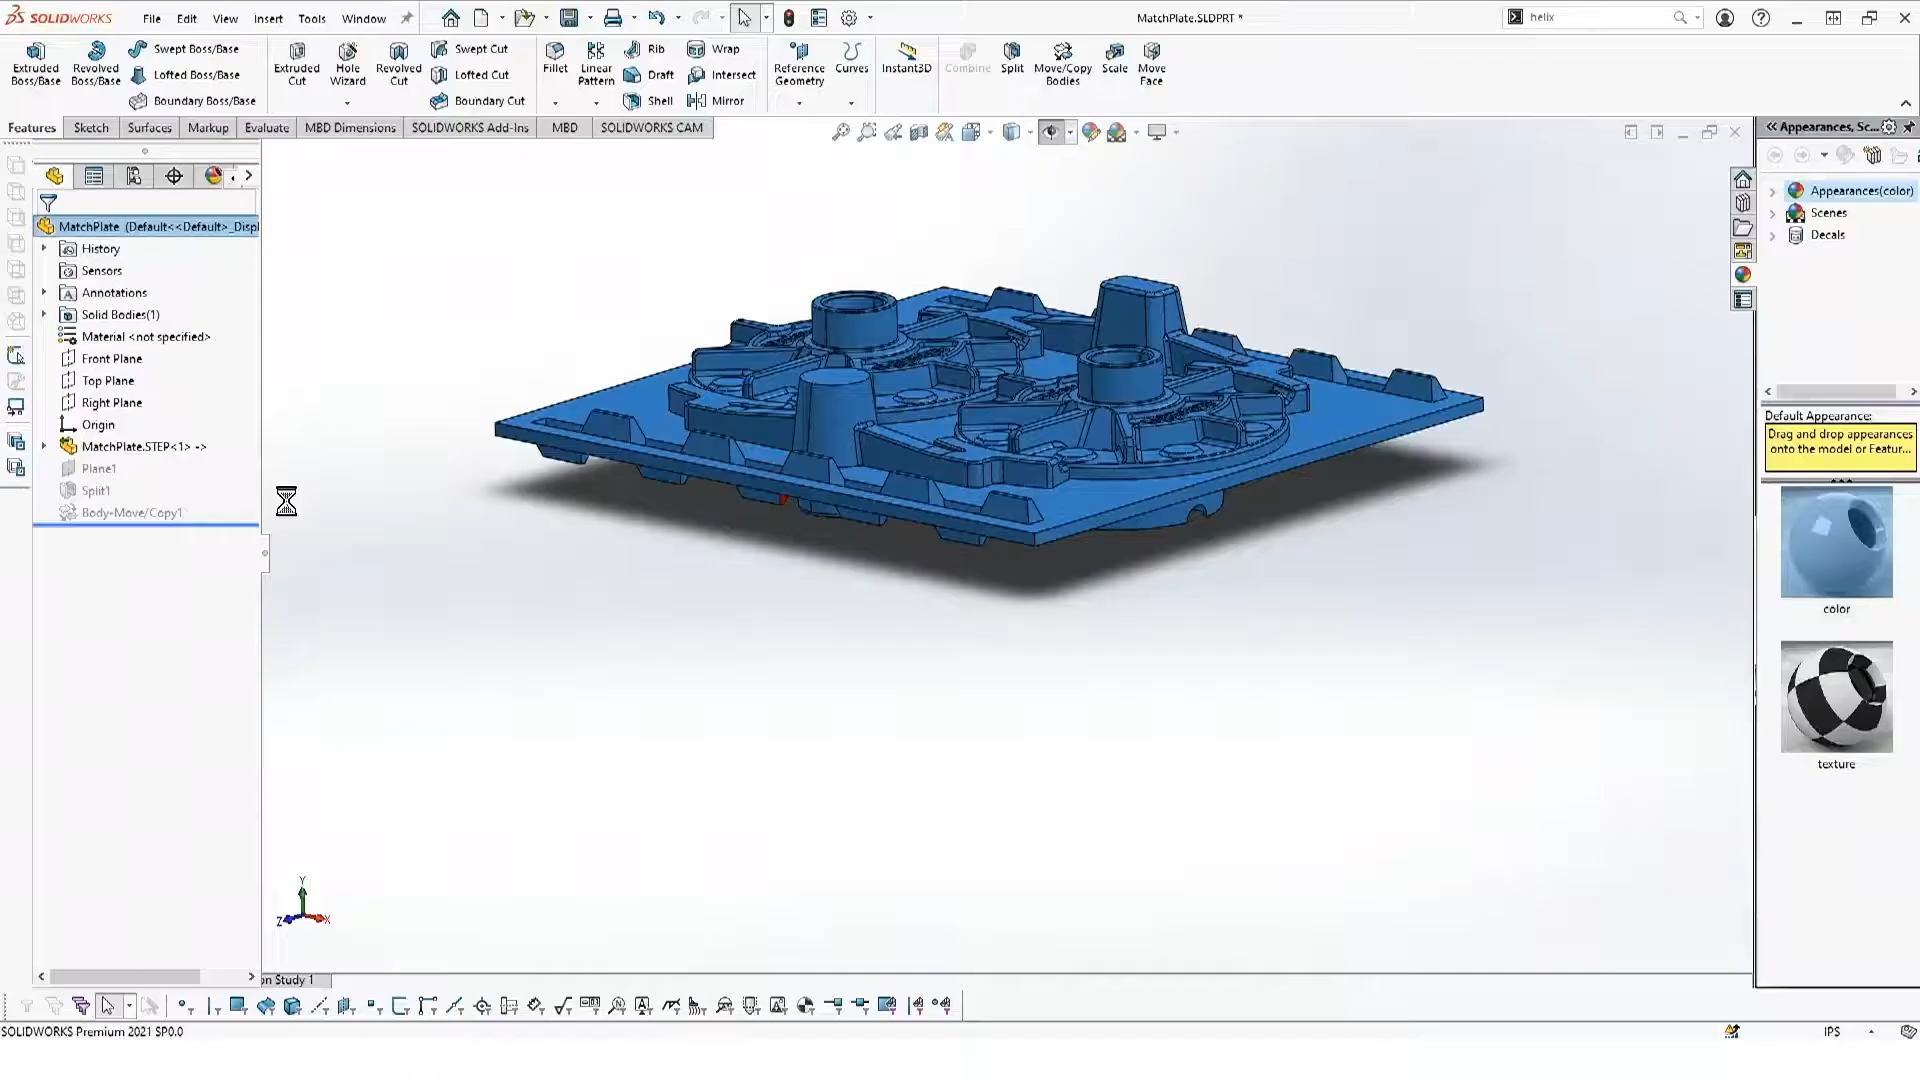 SOLIDWORKS
File Edit View Insert Tools Window
MatchPlate.SLDPRT *
helix
Extruded Boss/Base
Revolved Boss/Base
Swept Boss/Base
Lofted Boss/Base
Boundary Boss/Base
Extruded Cut
Hole Wizard
Revolved Cut
Swept Cut
Lofted Cut
Boundary Cut
Fillet
Linear Pattern
Rib
Draft
Shell
Wrap
Intersect
Mirror
Reference Geometry
Curves
Instant3D
Combine
Split
Move/Copy Bodies
Scale
Move Face
Features Sketch Surfaces Markup Evaluate MBD Dimensions SOLIDWORKS Add-Ins MBD SOLIDWORKS CAM
MatchPlate (Default<<Default>_Displ
History
Sensors
Annotations
Solid Bodies(1)
Material <not specified>
Front Plane
Top Plane
Right Plane
Origin
MatchPlate.STEP<1> ->
Plane1
Split1
Body-Move/Copy1
Y
Z
X
on Study 1
Appearances, Sc...
Appearances(color)
Scenes
Decals
Default Appearance:
Drag and drop appearances
onto the model or Featur...
color
texture
SOLIDWORKS Premium 2021 SP0.0
IPS